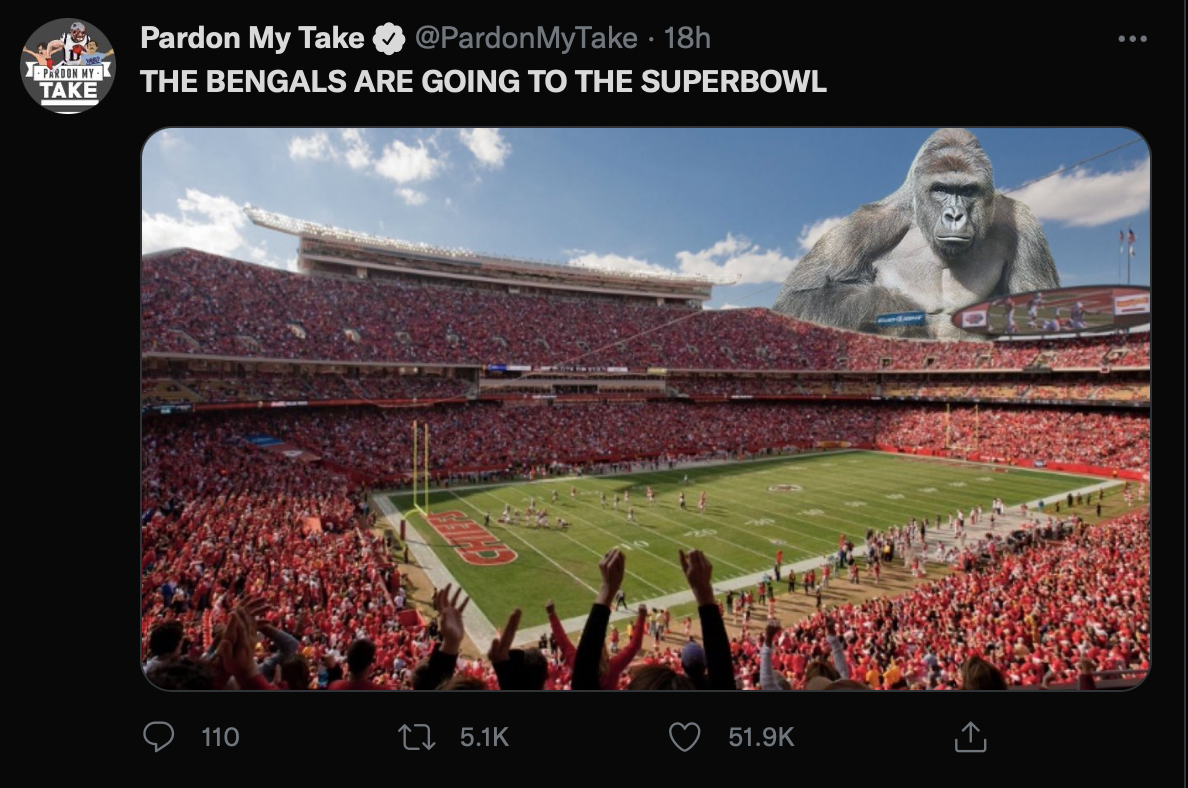 Pardon My Take @PardonMyTake · 18h
PARDON MY
TAKE
THE BENGALS ARE GOING TO THE SUPERBOWL
CHIEFS
110 5.1K 51.9K